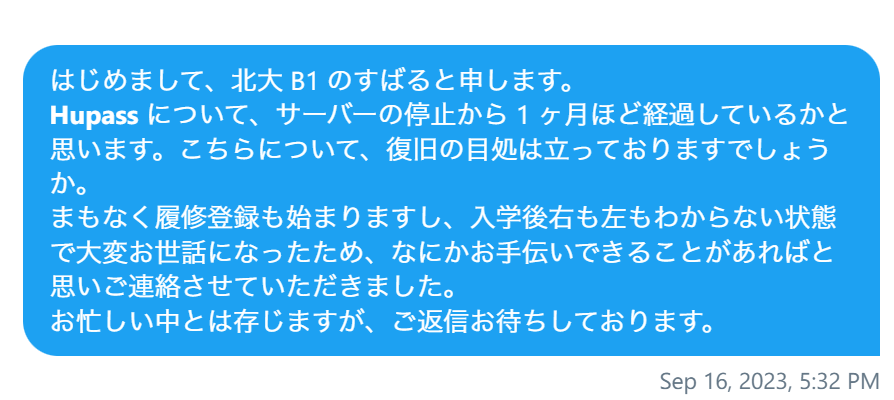 はじめまして、北大 B1 のすばると申します。
Hupass について、サーバーの停止から 1 ヶ月ほど経過しているかと
思います。こちらについて、復旧の目処は立っておりますでしょう
か。
まもなく履修登録も始まりますし、入学後右も左もわからない状態
で大変お世話になったため、なにかお手伝いできることがあればと
思いご連絡させていただきました。
お忙しい中とは存じますが、ご返信お待ちしております。
Sep 16, 2023, 5:32 PM